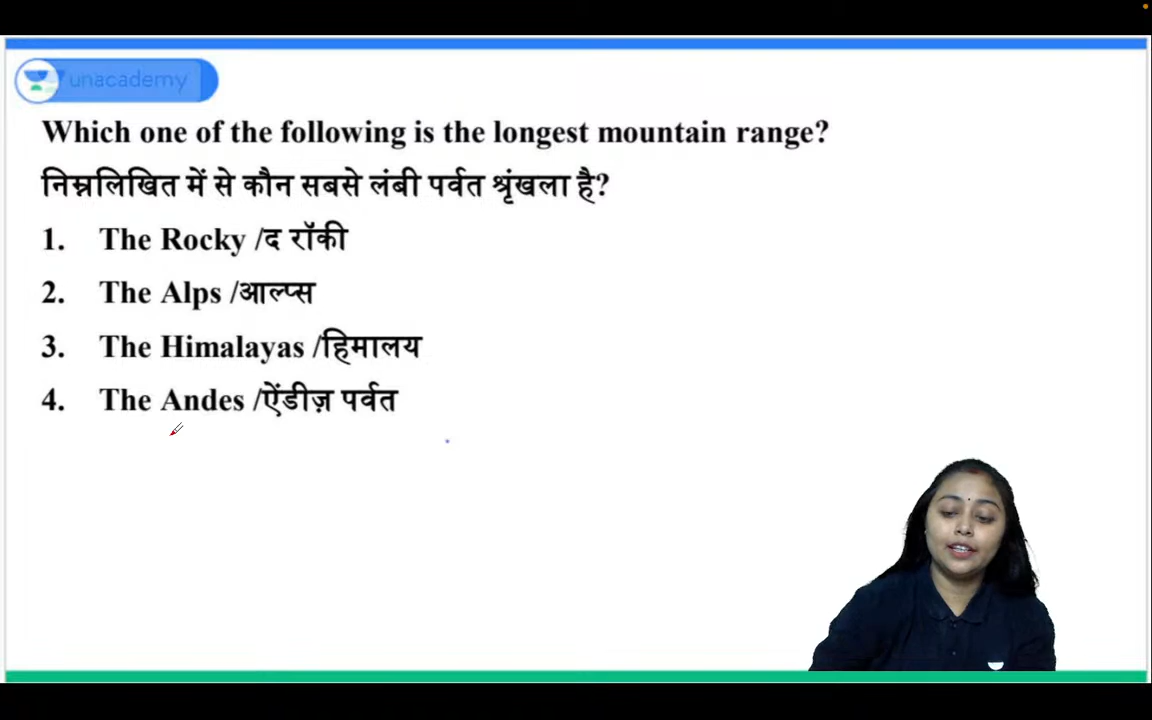 unacademy
Which one of the following is the longest mountain range?
निम्नलिखित में से कौन सबसे लंबी पर्वत श्रृंखला है?
1. The Rocky /द रॉकी
2. The Alps /आल्प्स
3. The Himalayas /हिमालय
4. The Andes /ऐंडीज़ पर्वत